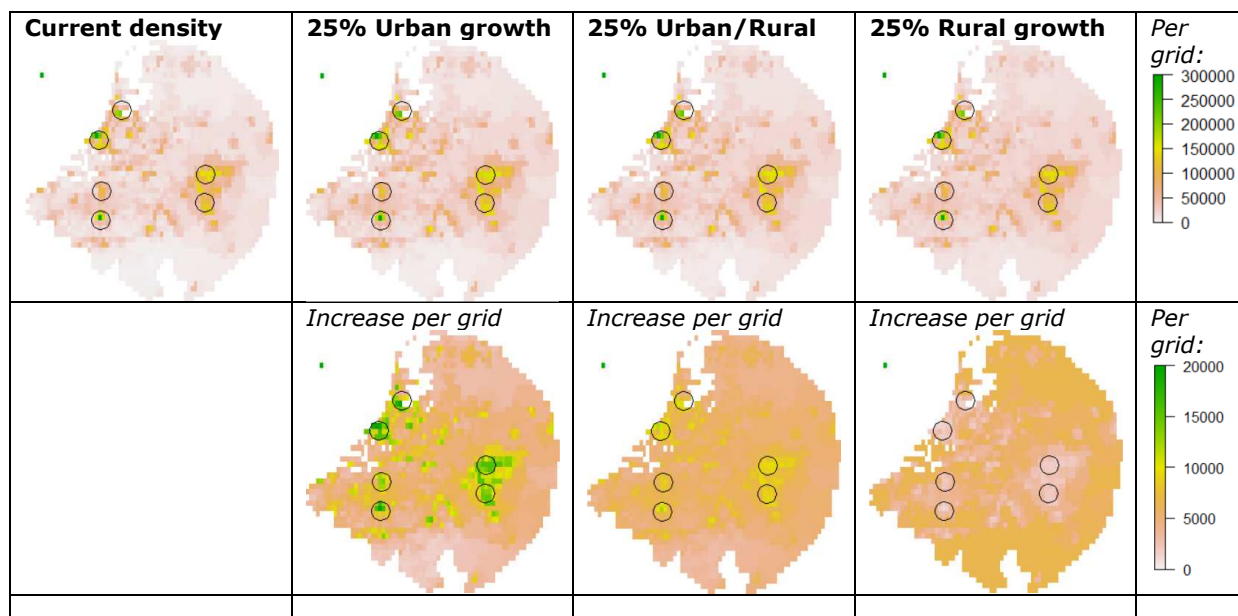 Current density
25% Urban growth
25% Urban/Rural
25% Rural growth
Per
grid:
300000
250000
200000
150000
100000
50000
0
Increase per grid
Increase per grid
Increase per grid
Per
grid:
20000
15000
10000
5000
0